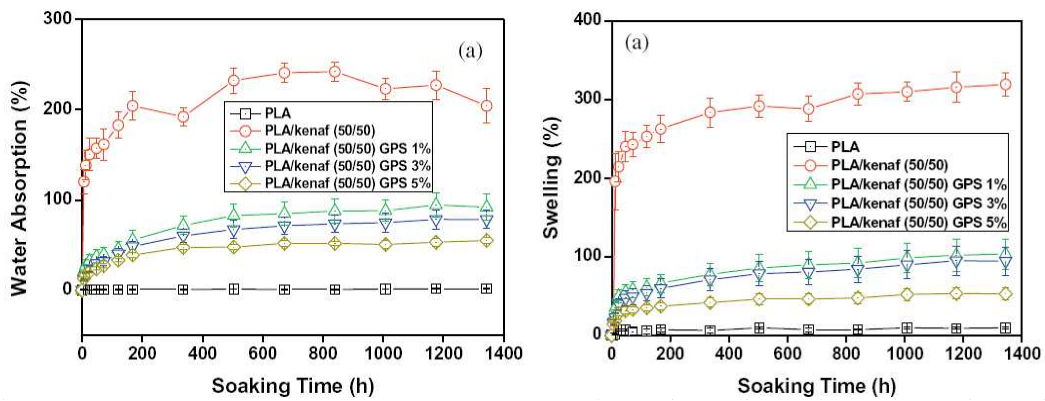 300
200
100
0
Water Absorption (%)
(a)
PLA
PLA/kenaf (50/50)
PLA/kenaf (50/50) GPS 1%
PLA/kenaf (50/50) GPS 3%
PLA/kenaf (50/50) GPS 5%
0 200 400 600 800 1000 1200 1400
Soaking Time (h)
400
300
200
100
0
Swelling (%)
(a)
PLA
PLA/kenaf (50/50)
PLA/kenaf (50/50) GPS 1%
PLA/kenaf (50/50) GPS 3%
PLA/kenaf (50/50) GPS 5%
0 200 400 600 800 1000 1200 1400
Soaking Time (h)